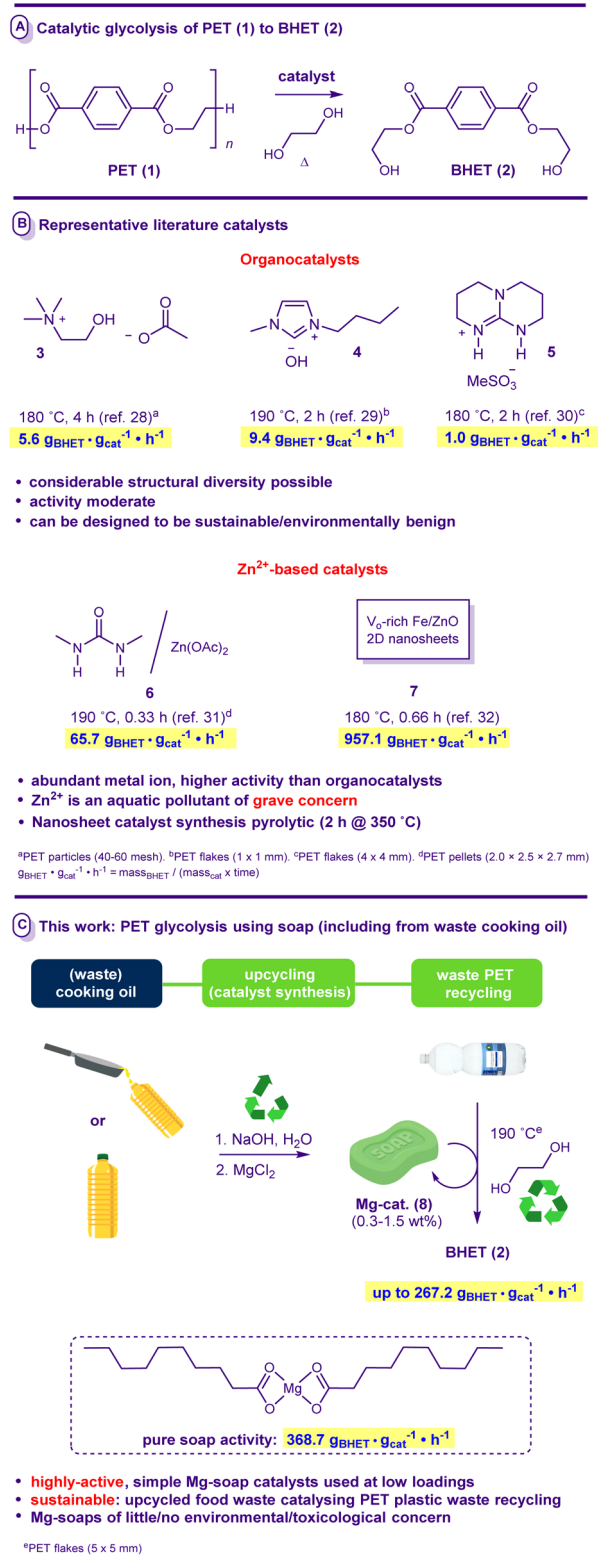 A Catalytic glycolysis of PET (1) to BHET (2)
catalyst
H
O
O
O
O
H
n
OH
HO
Δ
PET (1)
O
O
O
O
OH
HO
BHET (2)
B Representative literature catalysts
Organocatalysts
N
+
OH
−
O
O
3
N
N
+
−
OH
4
N
N
+
H
N
H
5
MeSO3−
180 ˚C, 4 h (ref. 28)a
5.6 gBHET • gcat-1 • h-1
190 ˚C, 2 h (ref. 29)b
9.4 gBHET • gcat-1 • h-1
180 ˚C, 2 h (ref. 30)c
1.0 gBHET • gcat-1 • h-1
• considerable structural diversity possible
• activity moderate
• can be designed to be sustainable/environmentally benign
Zn2+-based catalysts
O
N
H
N
H
Zn(OAc)2
6
190 ˚C, 0.33 h (ref. 31)d
65.7 gBHET • gcat-1 • h-1
Vo-rich Fe/ZnO
2D nanosheets
7
180 ˚C, 0.66 h (ref. 32)
957.1 gBHET • gcat-1 • h-1
• abundant metal ion, higher activity than organocatalysts
• Zn2+ is an aquatic pollutant of grave concern
• Nanosheet catalyst synthesis pyrolytic (2 h @ 350 ˚C)
aPET particles (40-60 mesh). bPET flakes (1 x 1 mm). cPET flakes (4 x 4 mm). dPET pellets (2.0 × 2.5 × 2.7 mm)
gBHET • gcat-1 • h-1 = massBHET / (masscat x time)
C This work: PET glycolysis using soap (including from waste cooking oil)
(waste)
cooking oil
upcycling
(catalyst synthesis)
waste PET
recycling
or
1. NaOH, H2O
2. MgCl2
SOAP
Mg-cat. (8)
(0.3-1.5 wt%)
190 ˚Ce
OH
HO
BHET (2)
up to 267.2 gBHET • gcat-1 • h-1
O
O
Mg
O
O
pure soap activity: 368.7 gBHET • gcat-1 • h-1
• highly-active, simple Mg-soap catalysts used at low loadings
• sustainable: upcycled food waste catalysing PET plastic waste recycling
• Mg-soaps of little/no environmental/toxicological concern
ePET flakes (5 x 5 mm)